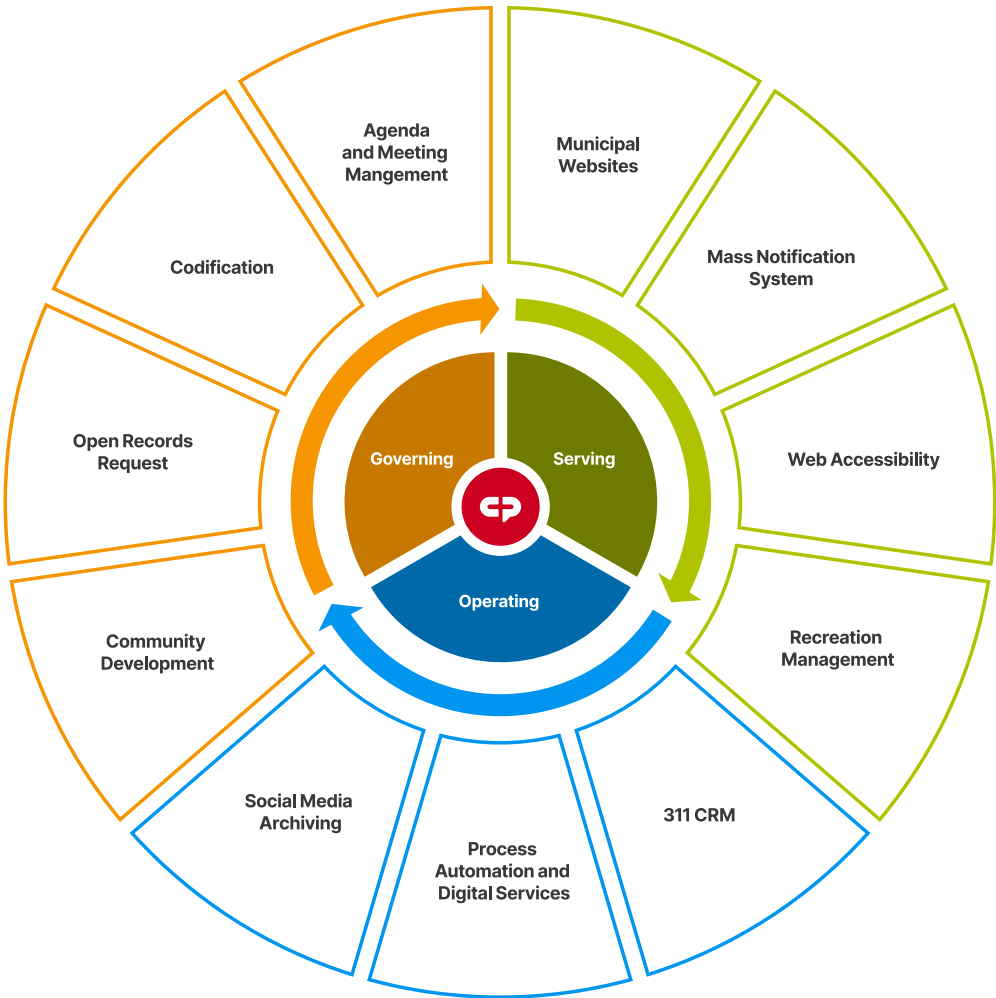 Agenda
and Meeting
Mangement
Municipal
Websites
Mass Notification
System
Web Accessibility
Recreation
Management
311 CRM
Process
Automation and
Digital Services
Social Media
Archiving
Community
Development
Open Records
Request
Codification
Governing
Serving
Operating
CP